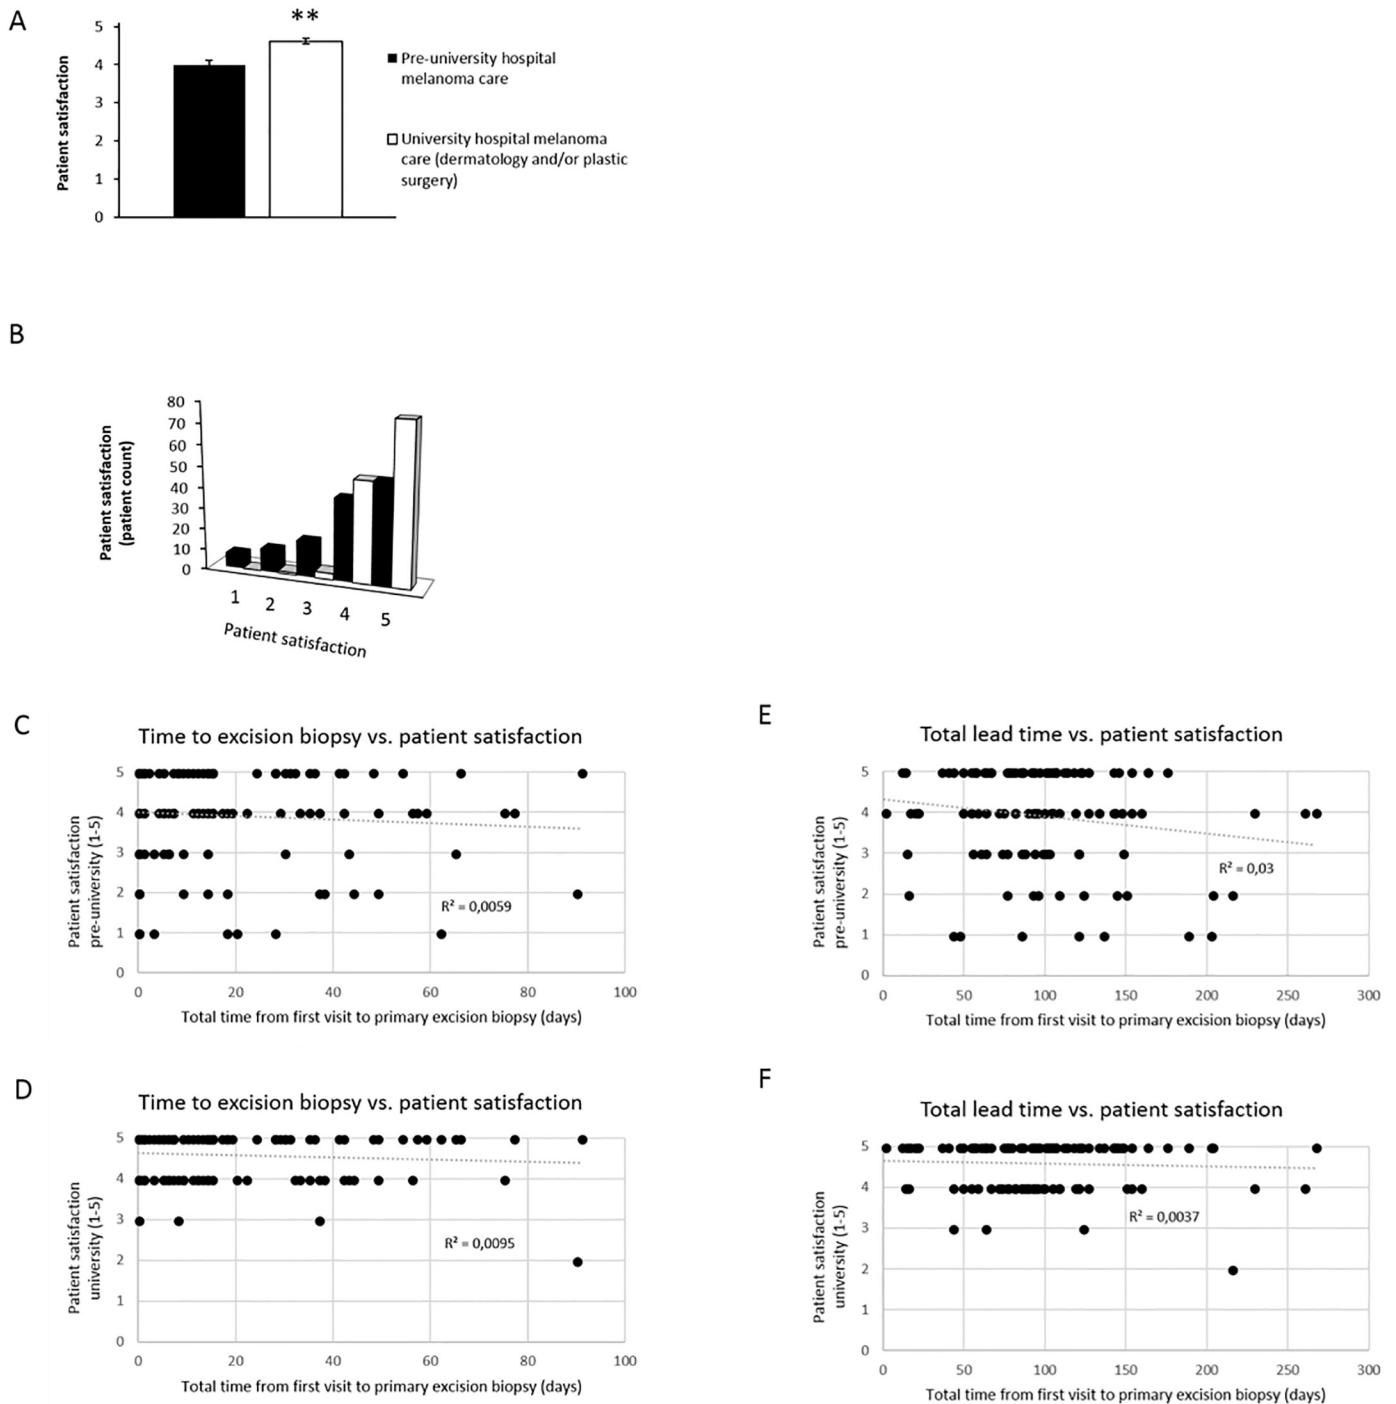 A
**
5
4
3
2
1
0
Patient satisfaction
Pre-university hospital
melanoma care
University hospital melanoma
care (dermatology and/or plastic
surgery)
B
80
70
60
50
40
30
20
10
0
Patient satisfaction
(patient count)
1
2
3
4
5
Patient satisfaction
C
Time to excision biopsy vs. patient satisfaction
5
4
3
2
1
0
Patient satisfaction
pre-university (1-5)
R² = 0,0059
0 20 40 60 80 100
Total time from first visit to primary excision biopsy (days)
E
Total lead time vs. patient satisfaction
5
4
3
2
1
0
Patient satisfaction
pre-university (1-5)
R² = 0,03
0 50 100 150 200 250 300
Total time from first visit to primary excision biopsy (days)
D
Time to excision biopsy vs. patient satisfaction
5
4
3
2
1
0
Patient satisfaction
university (1-5)
R² = 0,0095
0 20 40 60 80 100
Total time from first visit to primary excision biopsy (days)
F
Total lead time vs. patient satisfaction
5
4
3
2
1
0
Patient satisfaction
university (1-5)
R² = 0,0037
0 50 100 150 200 250 300
Total time from first visit to primary excision biopsy (days)